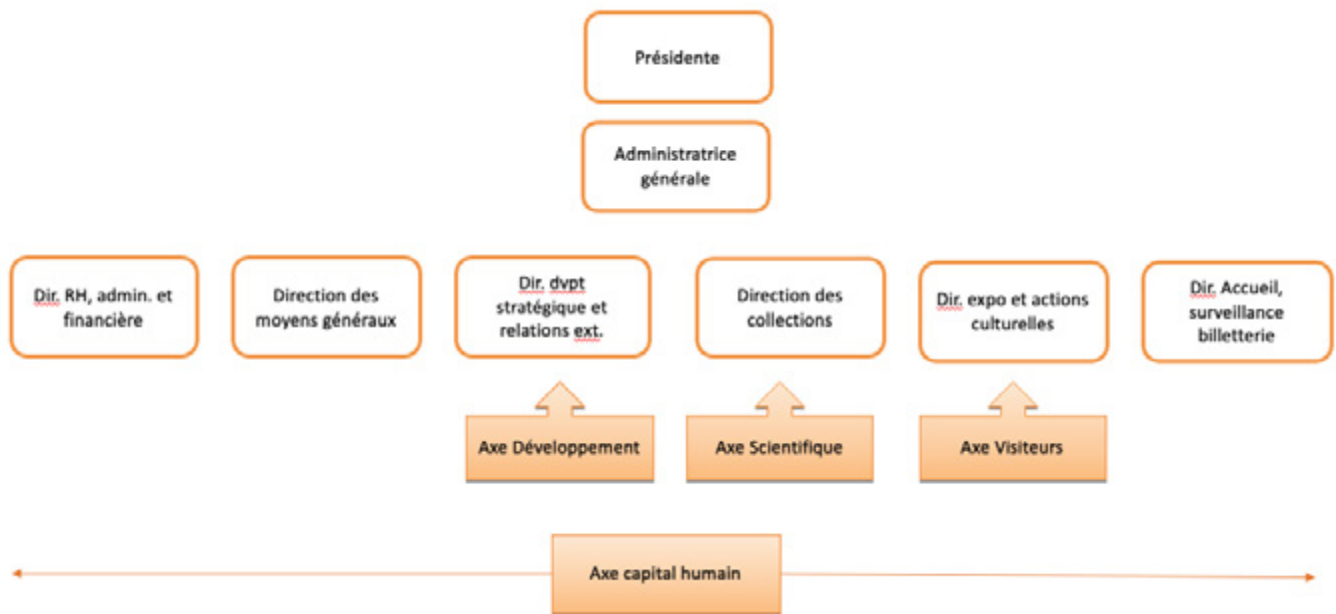 Présidente
Administratrice
générale
Dir. RH, admin. et
financière
Direction des
moyens généraux
Dir. dvpt
stratégique et
relations ext.
Direction des
collections
Dir. expo et actions
culturelles
Dir. Accueil,
surveillance
billetterie
Axe Développement
Axe Scientifique
Axe Visiteurs
Axe capital humain